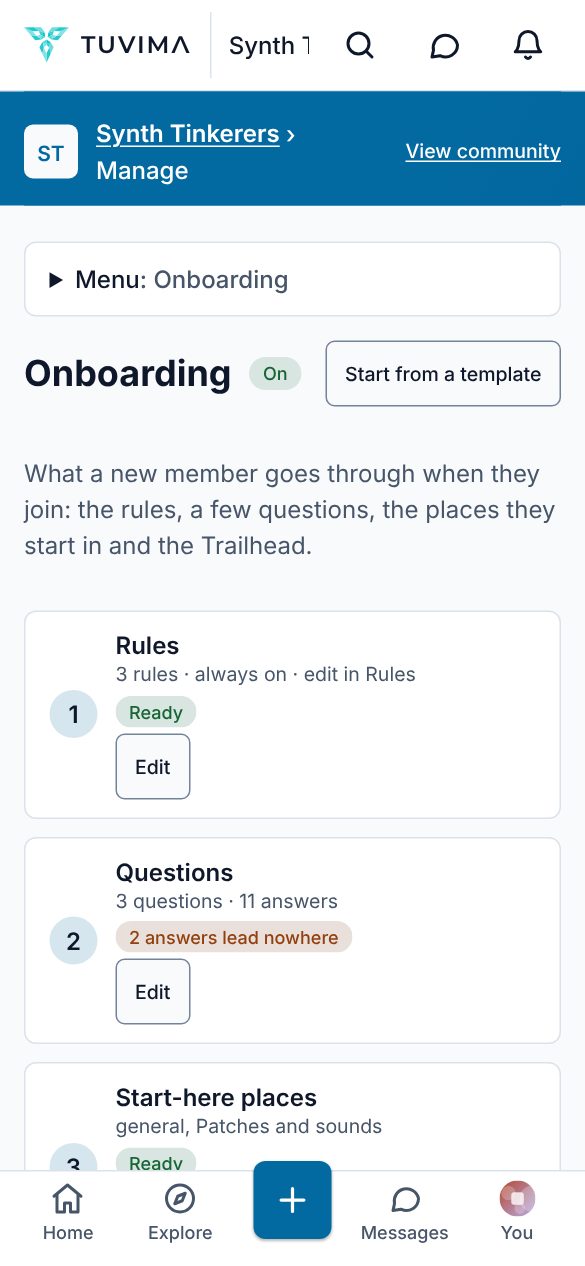 TUVIMA
Synth T
ST
Synth Tinkerers ›
Manage
View community
Menu: Onboarding
Onboarding
On
Start from a template
What a new member goes through when they
join: the rules, a few questions, the places they
start in and the Trailhead.
1
Rules
3 rules · always on · edit in Rules
Ready
Edit
2
Questions
3 questions · 11 answers
2 answers lead nowhere
Edit
3
Start-here places
general, Patches and sounds
Ready
Home
Explore
Messages
You